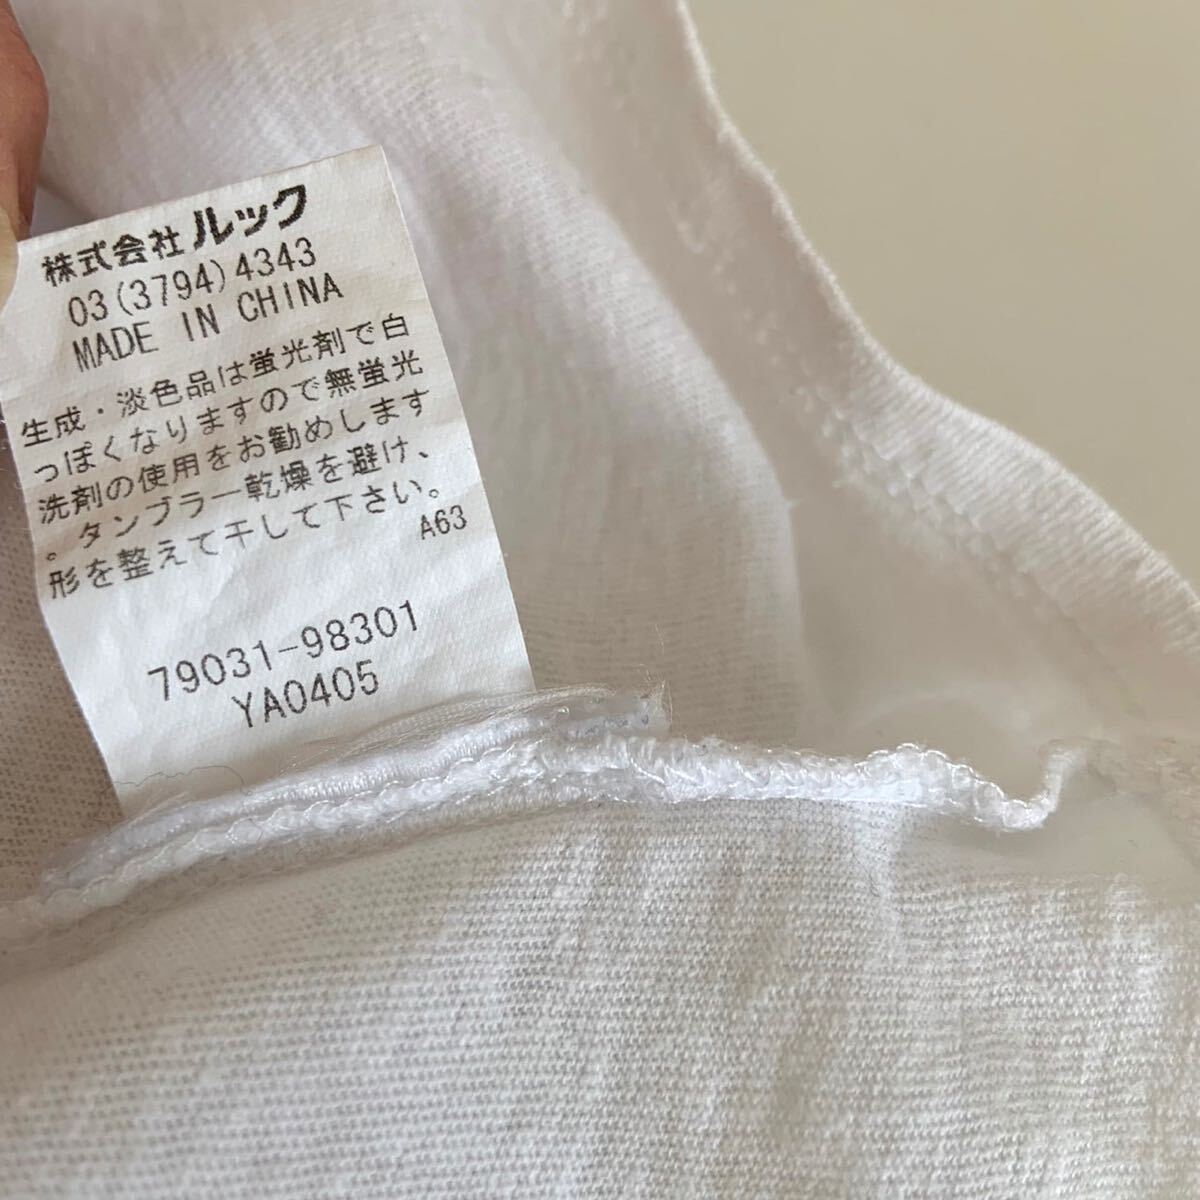 株式会社 ルック
03(3794)4343
MADE IN CHINA
生成・淡色品は蛍光剤で白
っぽくなりますので無蛍光
洗剤の使用をお勧めします
。タンブラー乾燥を避け、
形を整えて干して下さい。
A63
79031-98301
YA0405